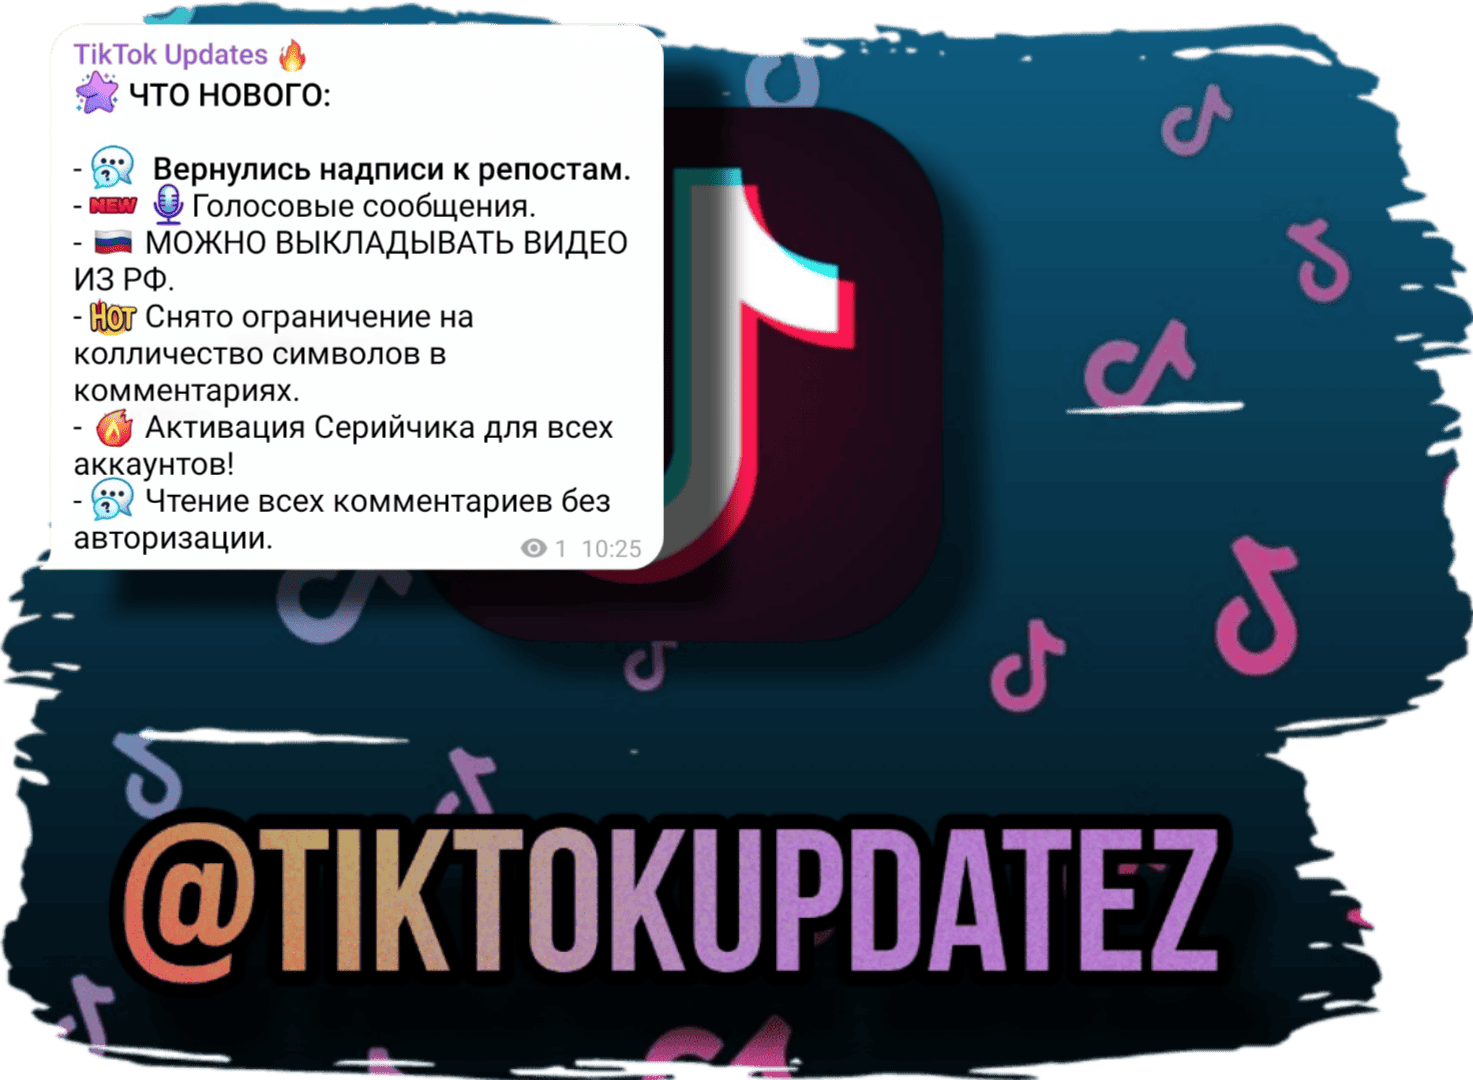 TikTok Updates 🔥
ЧТО НОВОГО:
- Вернулись надписи к репостам.
- NEW 🎙 Голосовые сообщения.
- 🇷🇺 МОЖНО ВЫКЛАДЫВАТЬ ВИДЕО
ИЗ РФ.
- HOT Снято ограничение на
колличество символов в
комментариях.
- 🔥 Активация Серийчика для всех
аккаунтов!
- Чтение всех комментариев без
авторизации.
1 10:25
@TIKTOKUPDATEZ